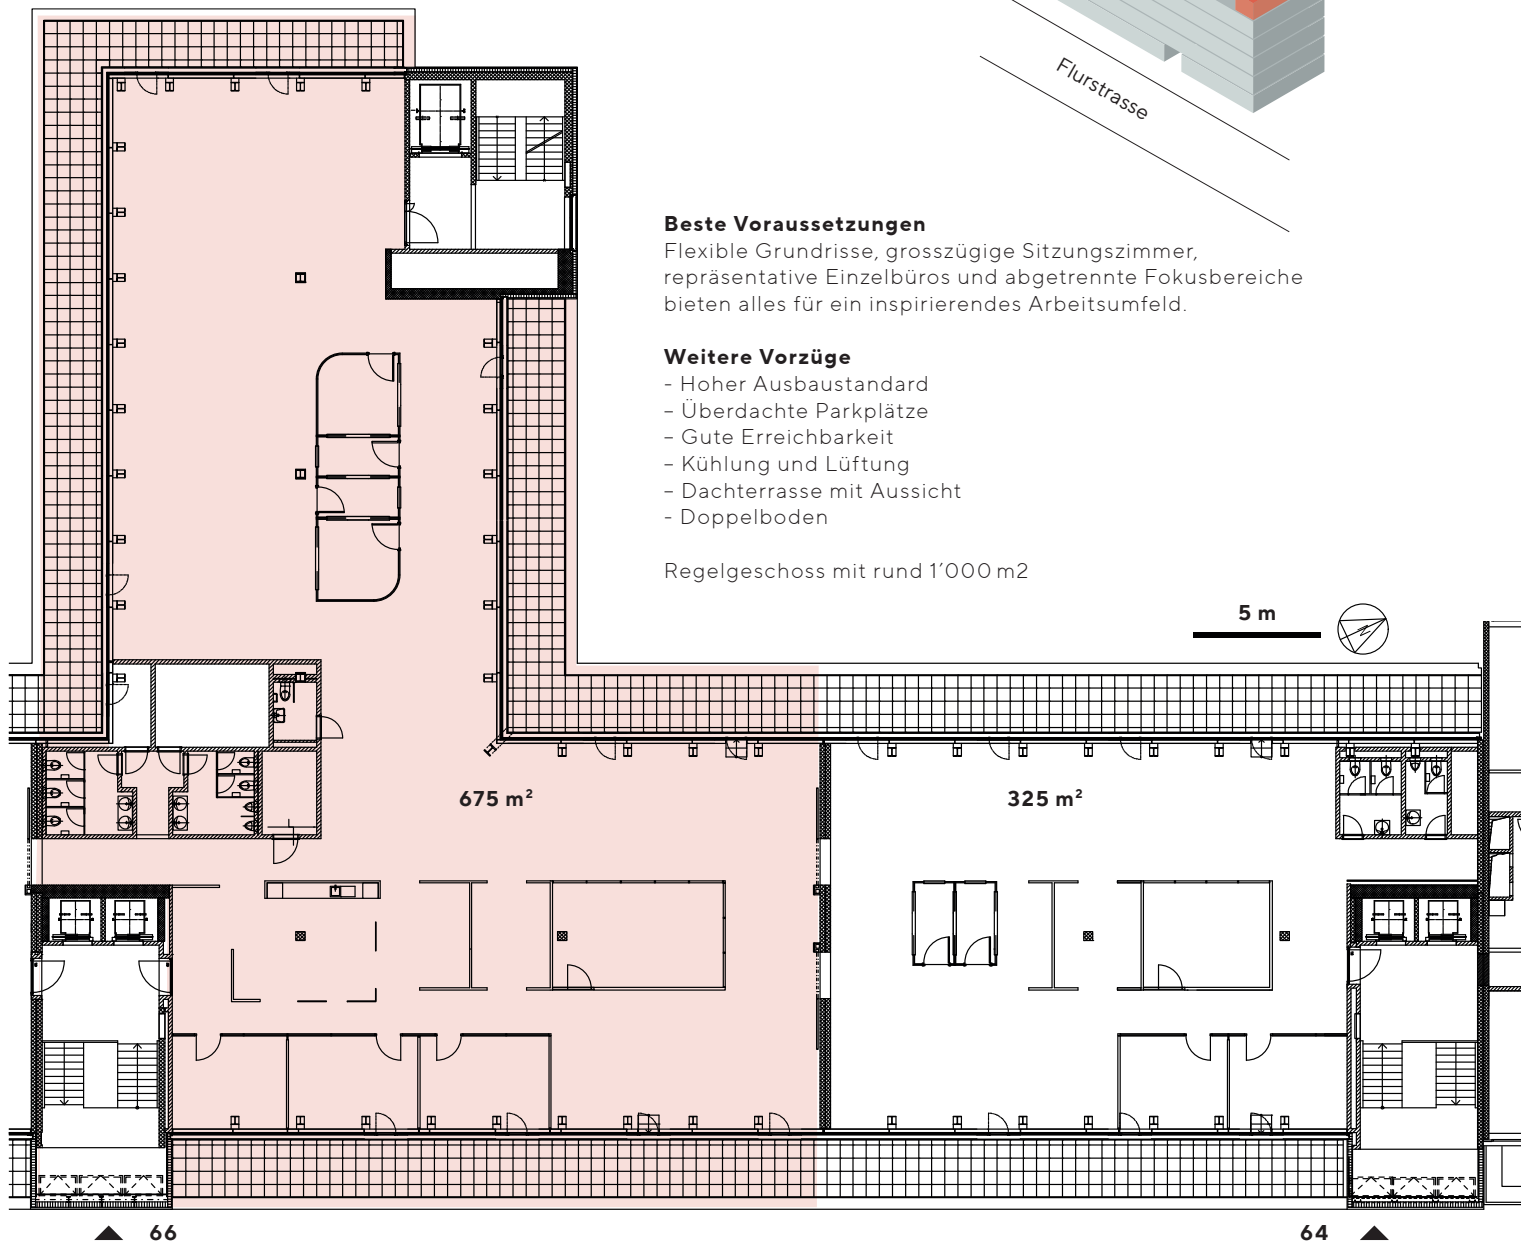 Flurstrasse
Beste Voraussetzungen
Flexible Grundrisse, grosszügige Sitzungszimmer,
repräsentative Einzelbüros und abgetrennte Fokusbereiche
bieten alles für ein inspirierendes Arbeitsumfeld.
Weitere Vorzüge
- Hoher Ausbaustandard
– Überdachte Parkplätze
– Gute Erreichbarkeit
– Kühlung und Lüftung
– Dachterrasse mit Aussicht
- Doppelboden
Regelgeschoss mit rund 1’000 m2
5 m
675 m²
325 m²
66
64